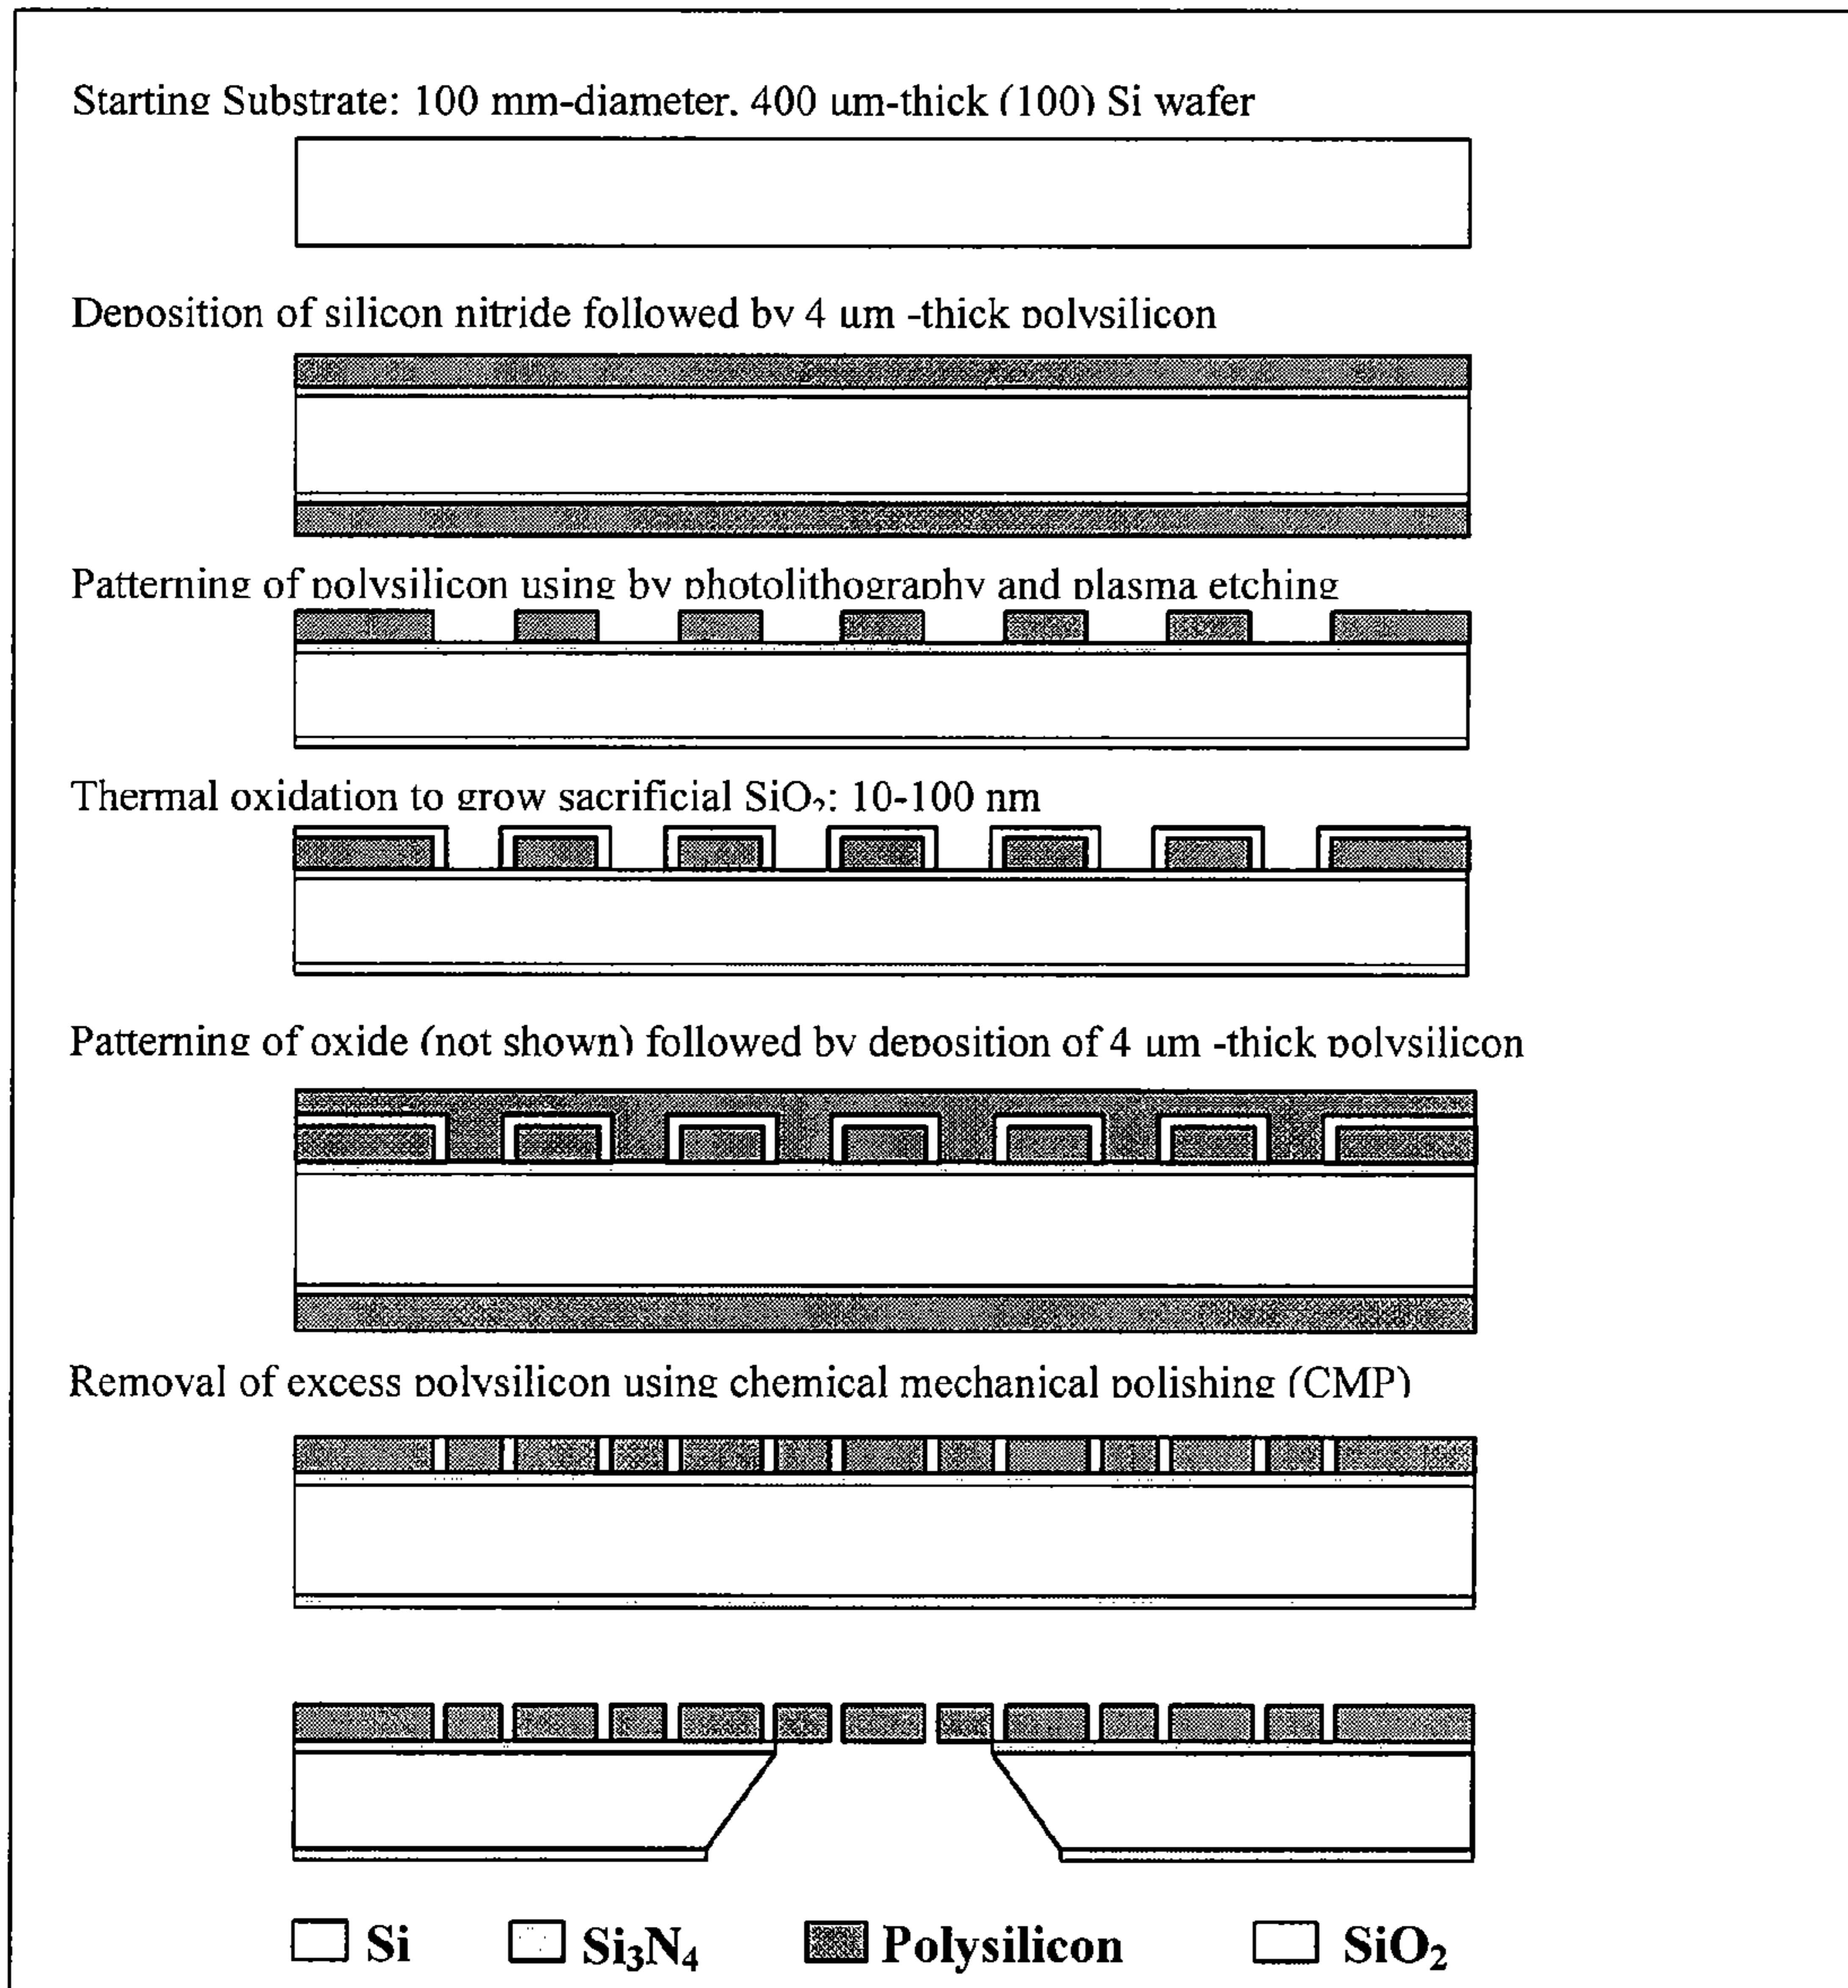 Starting Substrate: 100 mm-diameter, 400 um-thick (100) Si wafer
Deposition of silicon nitride followed by 4 um -thick polysilicon
Patterning of polysilicon using by photolithography and plasma etching
Thermal oxidation to grow sacrificial SiO₂: 10-100 nm
Patterning of oxide (not shown) followed by deposition of 4 um -thick polysilicon
Removal of excess polysilicon using chemical mechanical polishing (CMP)
Si Si₃N₄ Polysilicon SiO₂